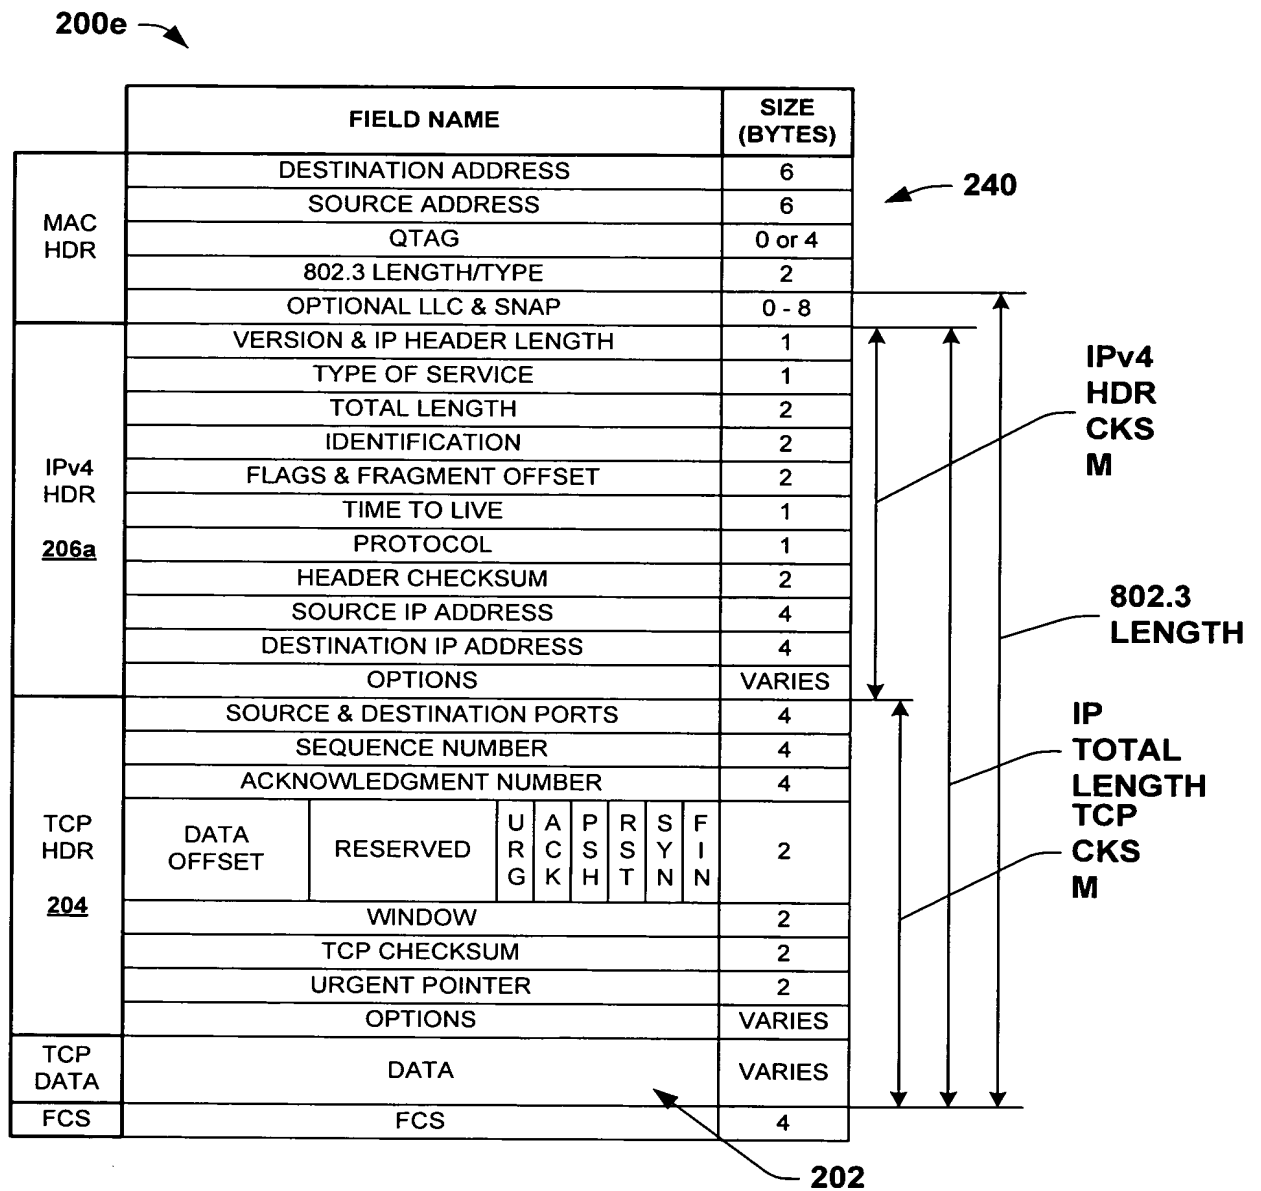 200e
FIELD NAME
SIZE
(BYTES)
MAC
HDR
DESTINATION ADDRESS 6
SOURCE ADDRESS 6
QTAG 0 or 4
802.3 LENGTH/TYPE 2
OPTIONAL LLC & SNAP 0 - 8
240
IPv4
HDR
206a
VERSION & IP HEADER LENGTH 1
TYPE OF SERVICE 1
TOTAL LENGTH 2
IDENTIFICATION 2
FLAGS & FRAGMENT OFFSET 2
TIME TO LIVE 1
PROTOCOL 1
HEADER CHECKSUM 2
SOURCE IP ADDRESS 4
DESTINATION IP ADDRESS 4
OPTIONS VARIES
IPv4
HDR
CKS
M
802.3
LENGTH
TCP
HDR
204
SOURCE & DESTINATION PORTS 4
SEQUENCE NUMBER 4
ACKNOWLEDGMENT NUMBER 4
DATA
OFFSET
RESERVED
URG
ACK
PSH
RST
SYN
FIN
2
WINDOW 2
TCP CHECKSUM 2
URGENT POINTER 2
OPTIONS VARIES
IP
TOTAL
LENGTH
TCP
CKS
M
TCP
DATA
DATA VARIES
FCS FCS 4
202